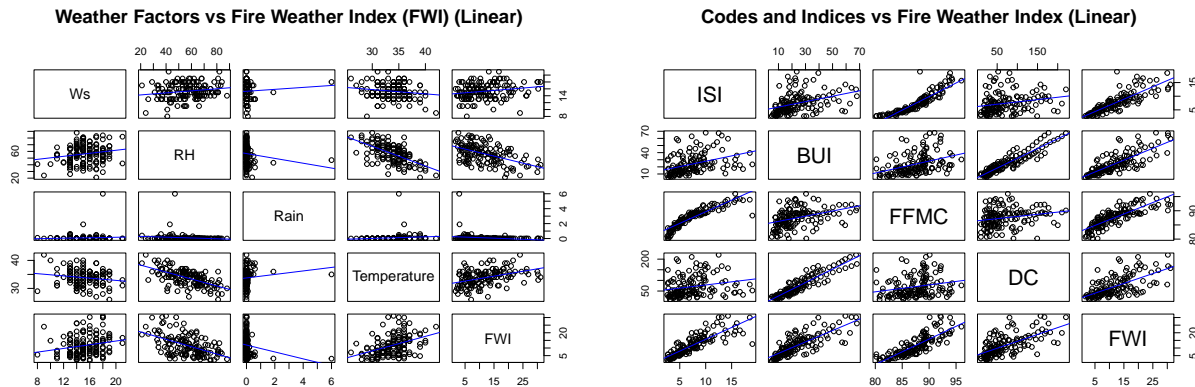 Weather Factors vs Fire Weather Index (FWI) (Linear)
20 40 60 80
30 35 40
Ws
8 14
RH
20 60
Rain
0 2 4 6
Temperature
30 40
FWI
5 20
8 10 12 14 16 18 20
0 1 2 3 4 5 6
5 15 25
Codes and Indices vs Fire Weather Index (Linear)
10 30 50 70
50 150
ISI
5 15
BUI
10 40 70
FFMC
80 90
DC
50 200
FWI
5 20
5 10 15
80 85 90 95
5 15 25